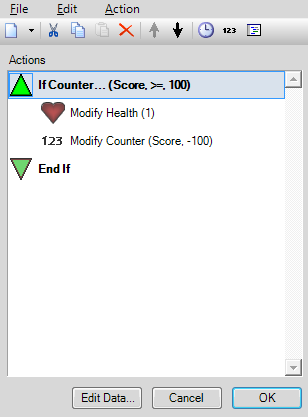 File Edit Action
123
Actions
If Counter... (Score, >=, 100)
Modify Health (1)
123 Modify Counter (Score, -100)
End If
Edit Data... Cancel OK